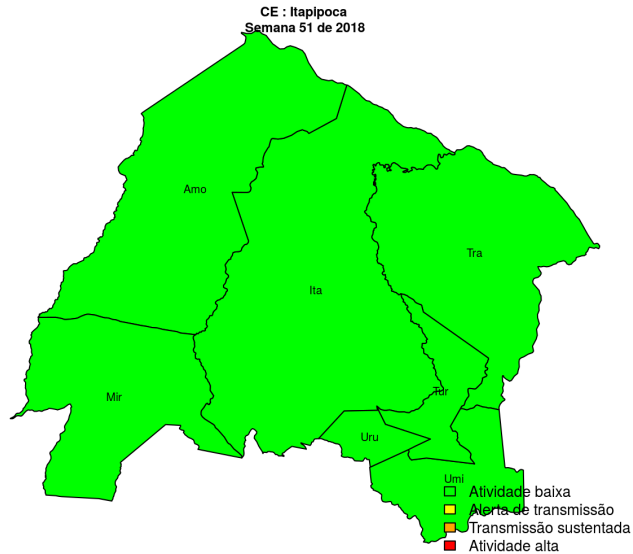 CE : Itapipoca
Semana 51 de 2018
Amo
Tra
Ita
Mir
Tur
Uru
Umi
Atividade baixa
Alerta de transmissão
Transmissão sustentada
Atividade alta